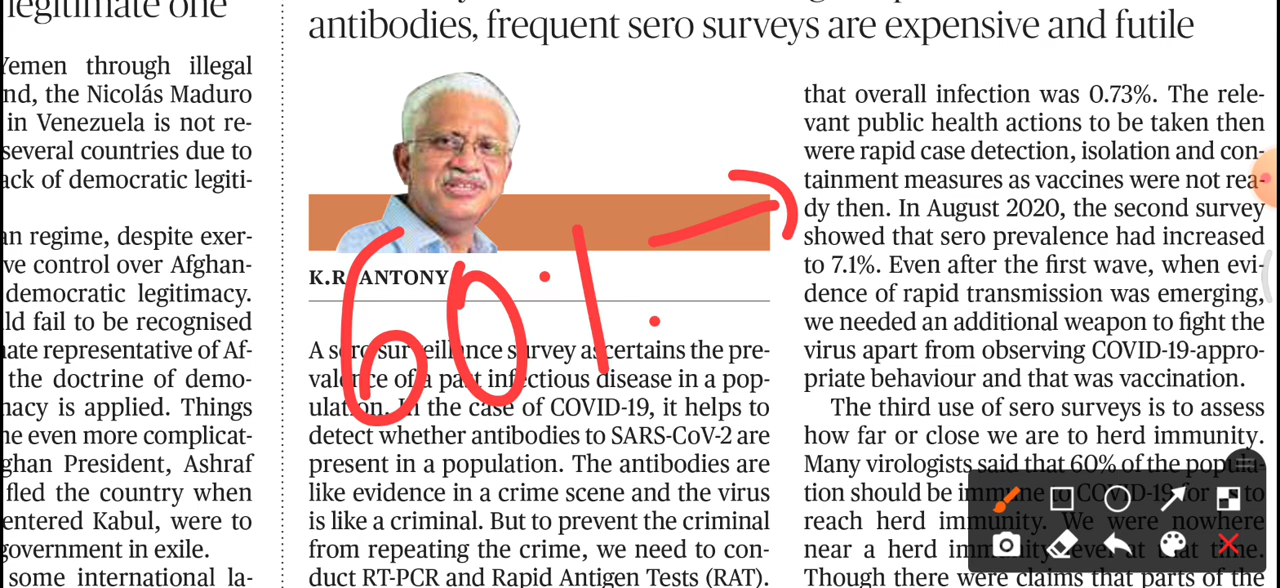 legitimate one
Yemen through illegal
nd, the Nicolás Maduro
in Venezuela is not re-
several countries due to
ack of democratic legiti-
an regime, despite exer-
ve control over Afghan-
democratic legitimacy.
ld fail to be recognised
ate representative of Af-
the doctrine of demo-
macy is applied. Things
ne even more complicat-
ghan President, Ashraf
fled the country when
entered Kabul, were to
government in exile.
some international la-
antibodies, frequent sero surveys are expensive and futile
60%
K.R. ANTONY
A sero surveillance survey ascertains the pre-
valence of a past infectious disease in a pop-
ulation. In the case of COVID-19, it helps to
detect whether antibodies to SARS-CoV-2 are
present in a population. The antibodies are
like evidence in a crime scene and the virus
is like a criminal. But to prevent the criminal
from repeating the crime, we need to con-
duct RT-PCR and Rapid Antigen Tests (RAT).
that overall infection was 0.73%. The rele-
vant public health actions to be taken then
were rapid case detection, isolation and con-
tainment measures as vaccines were not rea-
dy then. In August 2020, the second survey
showed that sero prevalence had increased
to 7.1%. Even after the first wave, when evi-
dence of rapid transmission was emerging,
we needed an additional weapon to fight the
virus apart from observing COVID-19-appro-
priate behaviour and that was vaccination.
The third use of sero surveys is to assess
how far or close we are to herd immunity.
Many virologists said that 60% of the popula-
tion should be immune to COVID-19 for us to
reach herd immunity. We were nowhere
near a herd immunity level at that time.
Though there were claims that parts of the